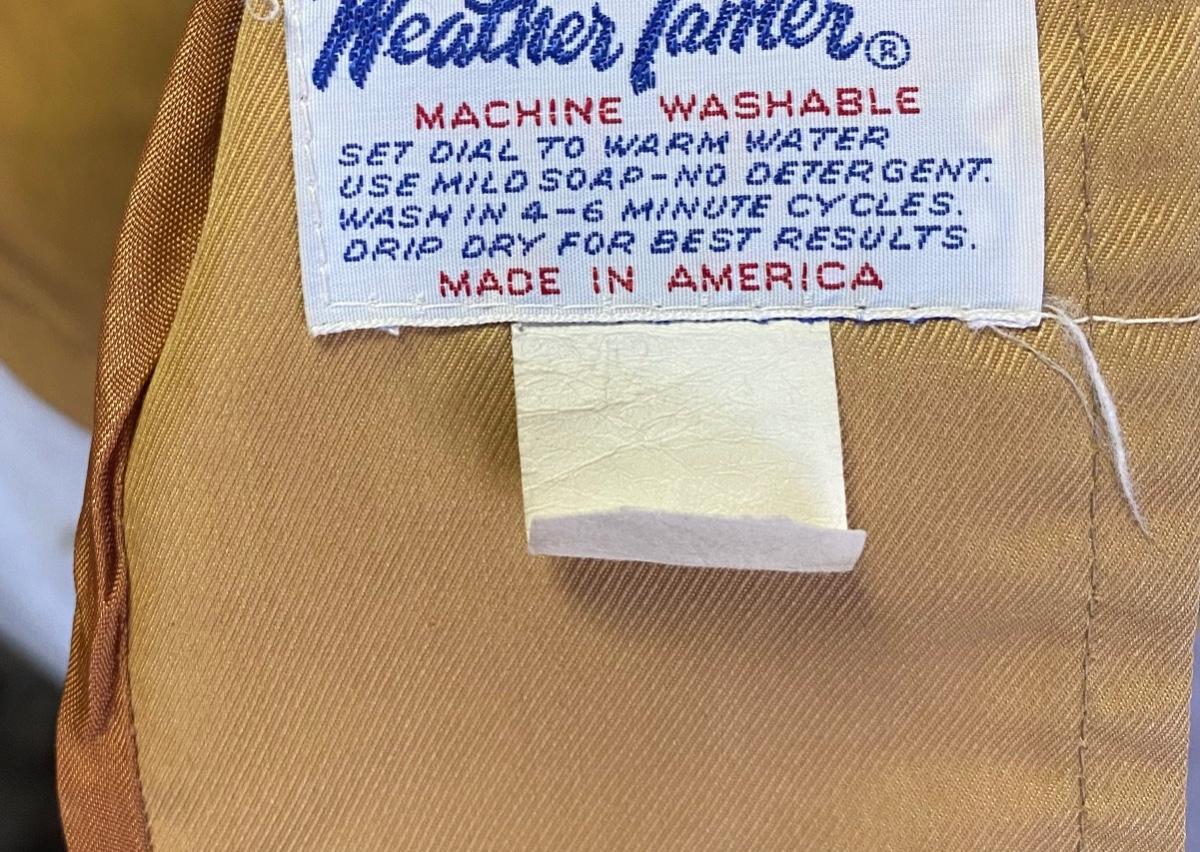 Weather Tamer®
MACHINE WASHABLE
SET DIAL TO WARM WATER
USE MILD SOAP-NO DETERGENT.
WASH IN 4-6 MINUTE CYCLES.
DRIP DRY FOR BEST RESULTS.
MADE IN AMERICA